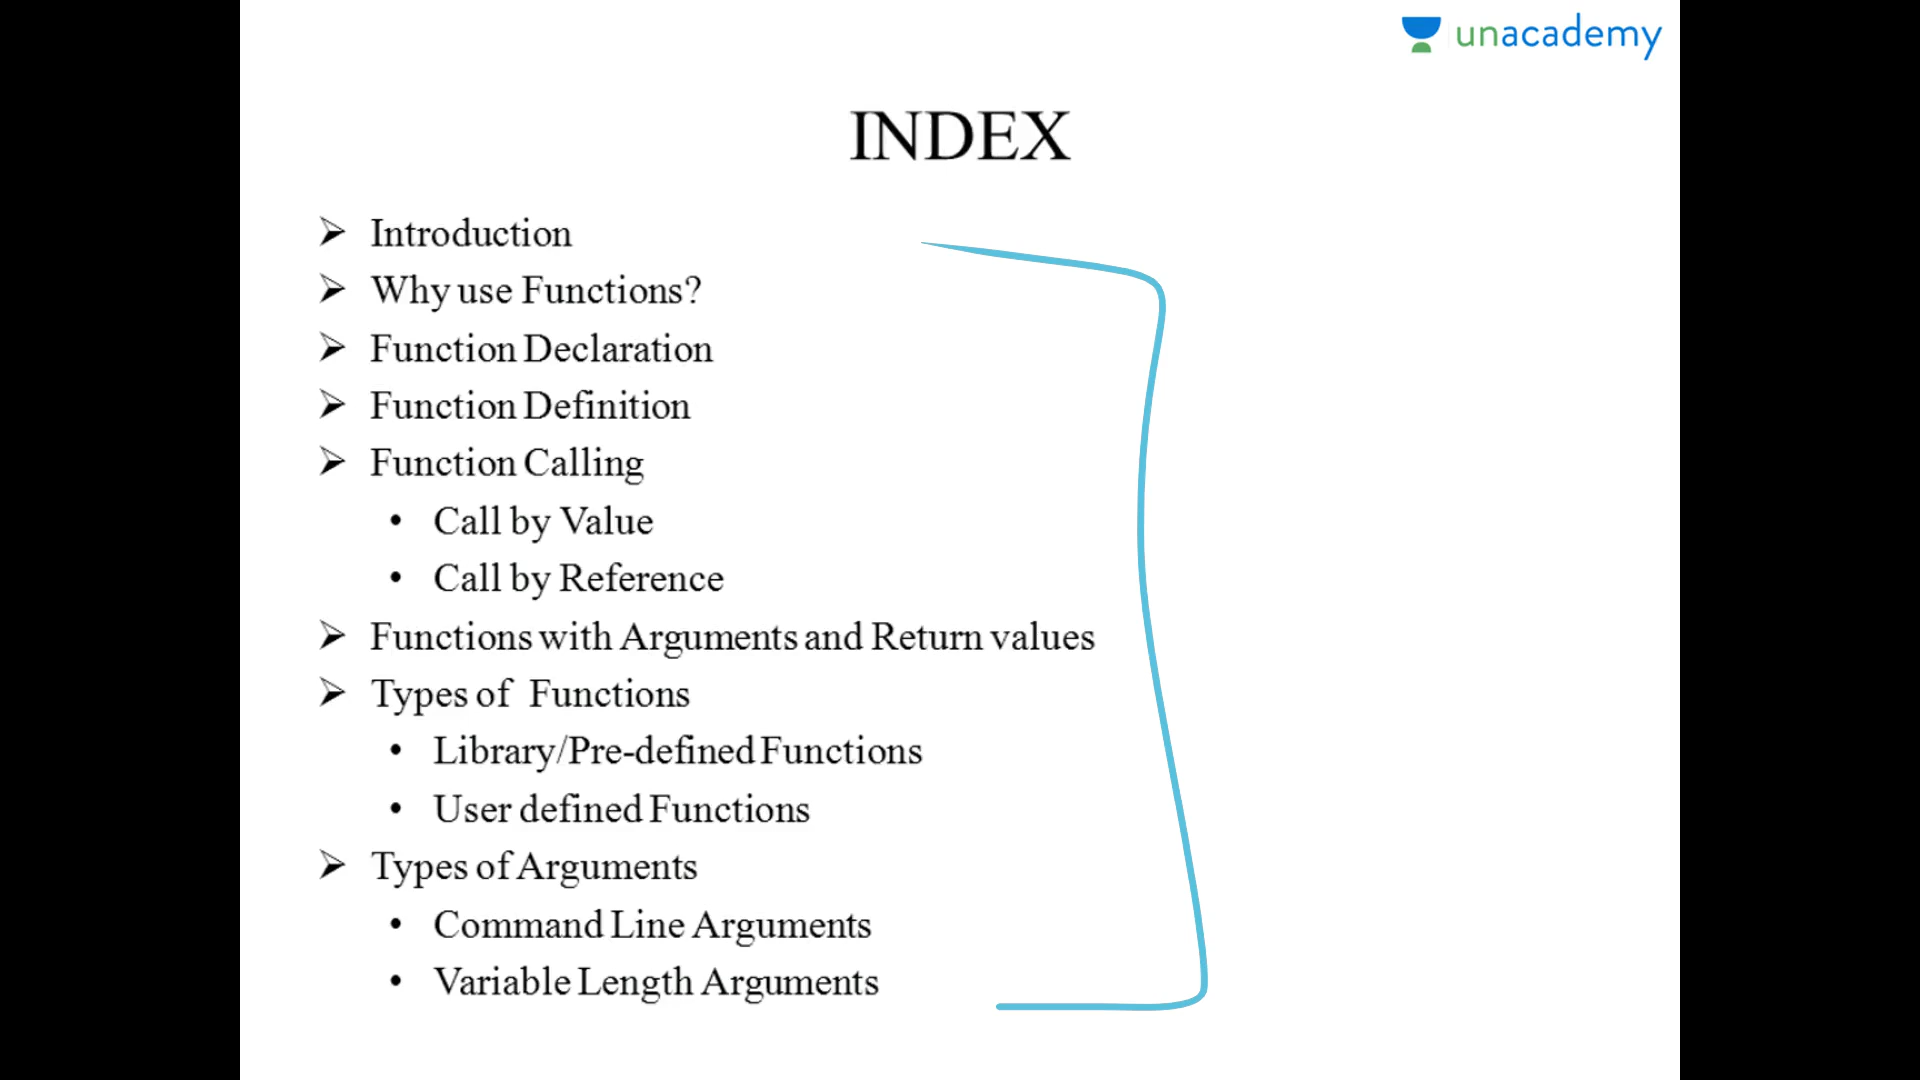 unacademy
INDEX
➢ Introduction
➢ Why use Functions?
➢ Function Declaration
➢ Function Definition
➢ Function Calling
• Call by Value
• Call by Reference
➢ Functions with Arguments and Return values
➢ Types of Functions
• Library/Pre-defined Functions
• User defined Functions
➢ Types of Arguments
• Command Line Arguments
• Variable Length Arguments